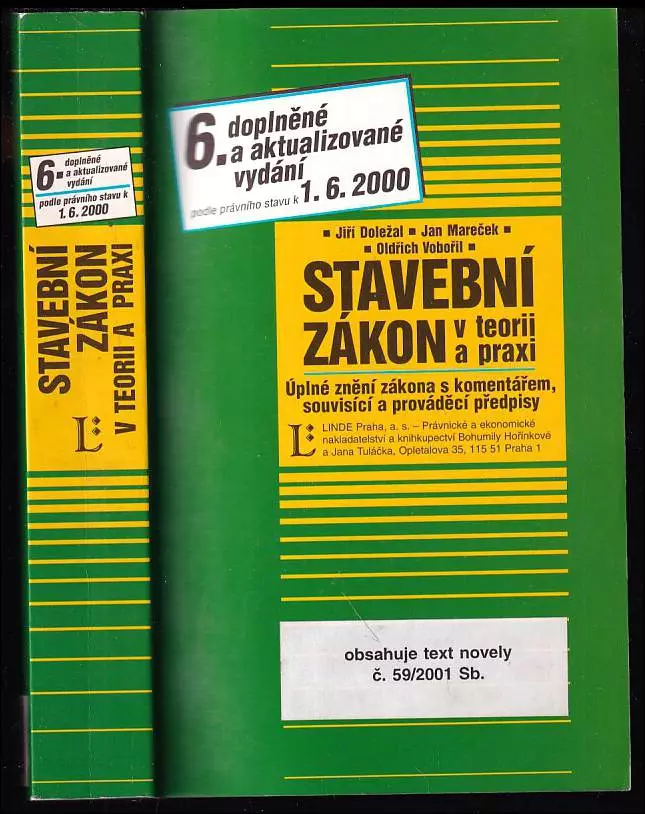 6. doplněné
a aktualizované
vydání
podle právního stavu k
1. 6. 2000
STAVEBNÍ
ZÁKON
V TEORII A PRAXI
L:
6. doplněné
a aktualizované
vydání
podle právního stavu k 1. 6. 2000
▪ Jiří Doležal ▪ Jan Mareček ▪
▪ Oldřich Vobořil ▪
STAVEBNÍ
ZÁKON v teorii
a praxi
Úplné znění zákona s komentářem,
souvisící a prováděcí předpisy
L: LINDE Praha, a. s. – Právnické a ekonomické
nakladatelství a knihkupectví Bohumily Hořínkové
a Jana Tuláčka, Opletalova 35, 115 51 Praha 1
obsahuje text novely
č. 59/2001 Sb.